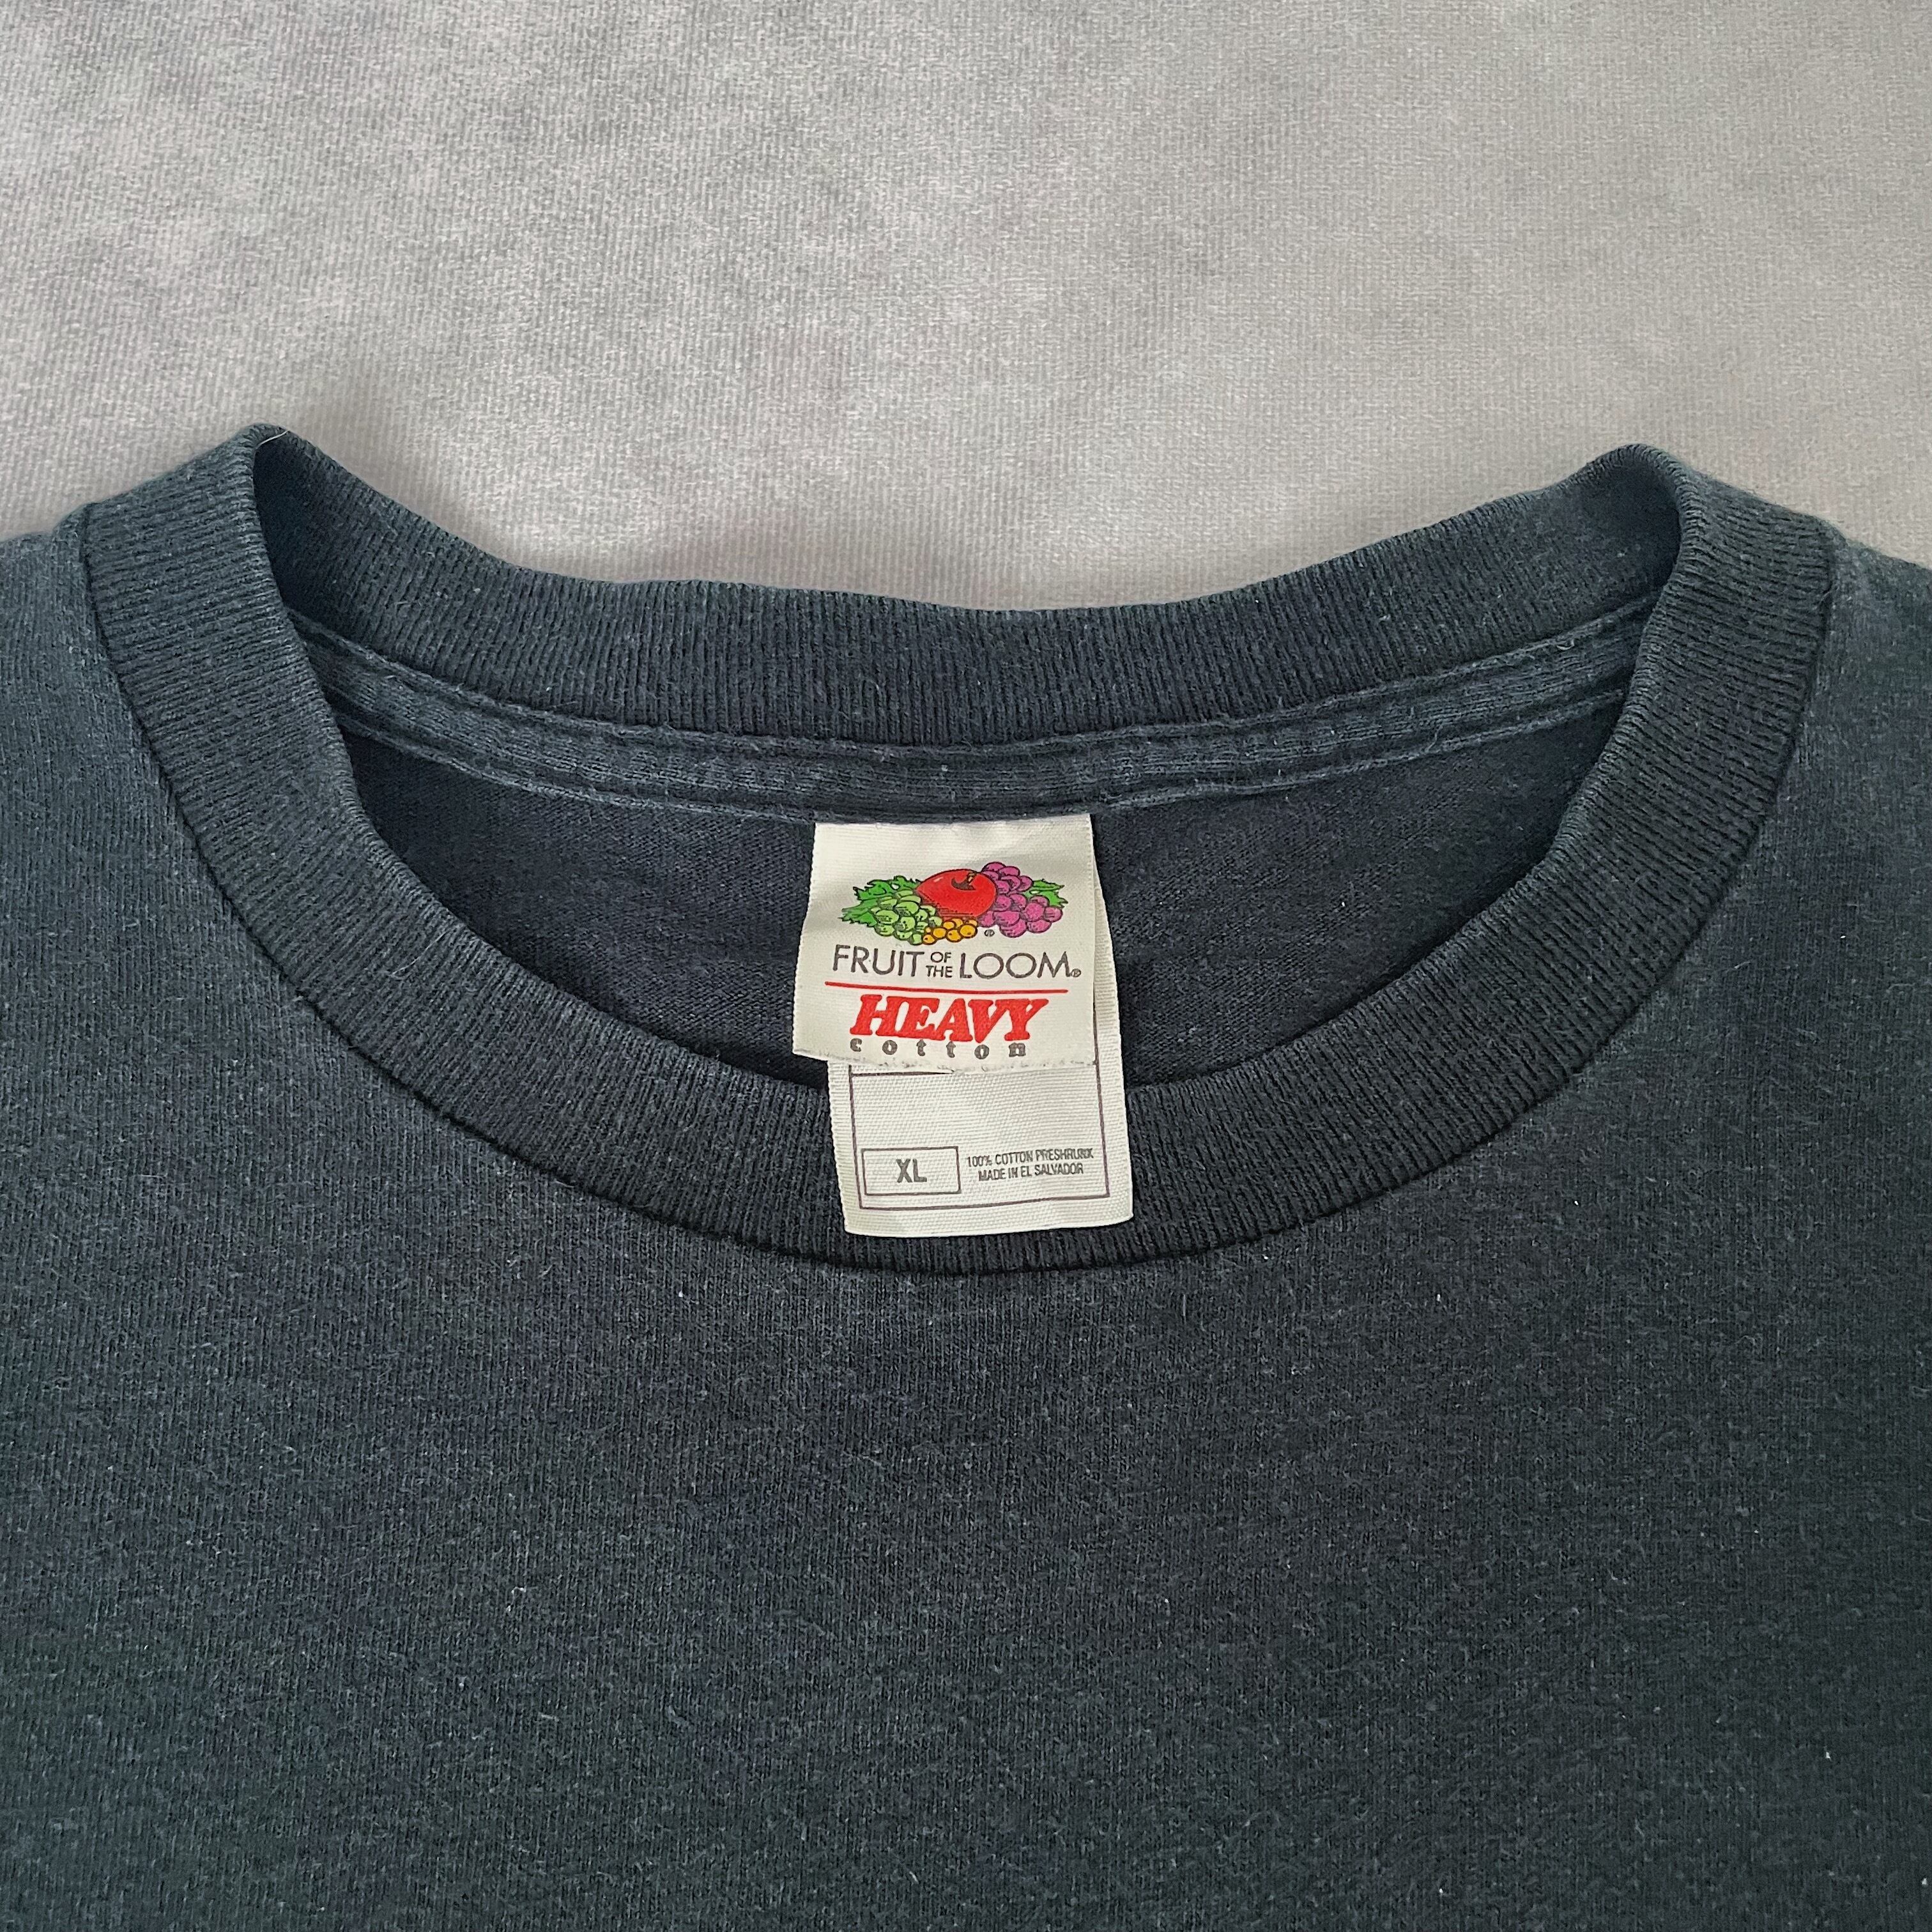 FRUIT OF THE LOOM®
HEAVY
cotton
XL
100% COTTON PRESHRUNK
MADE IN EL SALVADOR